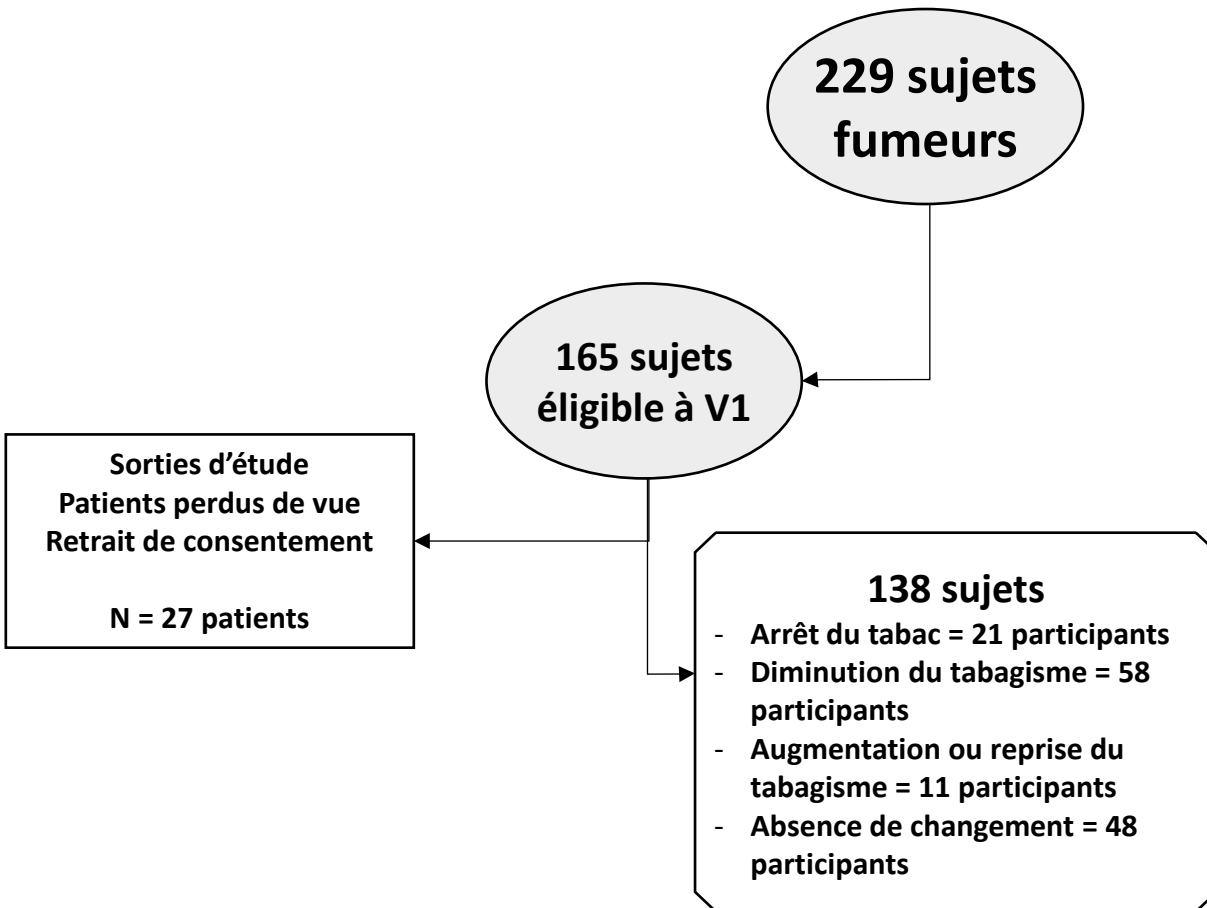 229 sujets
fumeurs
165 sujets
éligible à V1
Sorties d’étude
Patients perdus de vue
Retrait de consentement
N = 27 patients
138 sujets
- Arrêt du tabac = 21 participants
- Diminution du tabagisme = 58
participants
- Augmentation ou reprise du
tabagisme = 11 participants
- Absence de changement = 48
participants